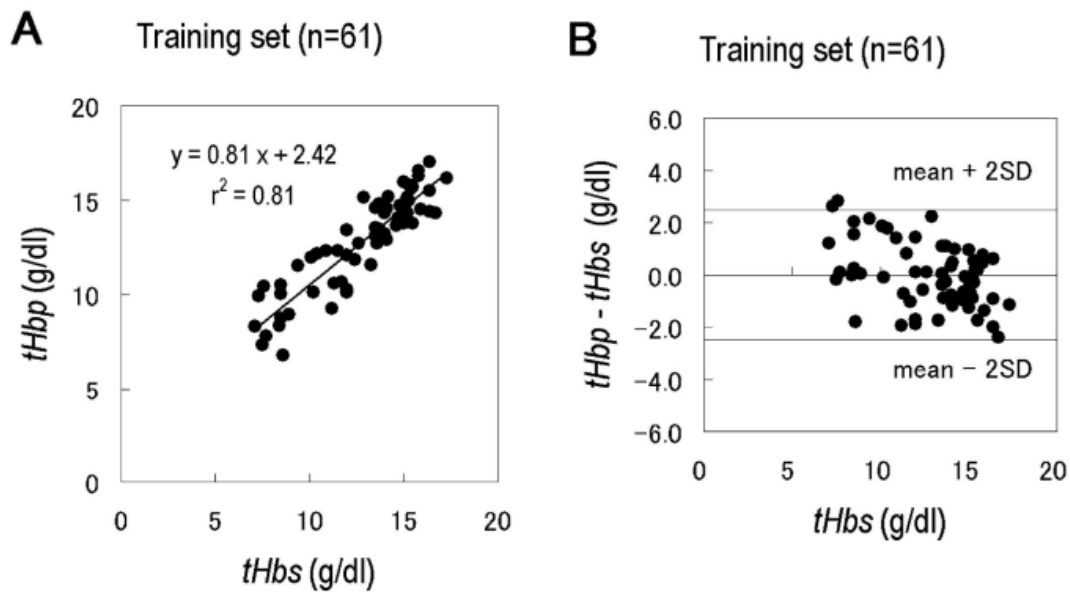 A
Training set (n=61)
20
15
10
5
0
y = 0.81 x + 2.42
r² = 0.81
tHbp (g/dl)
0 5 10 15 20
tHbs (g/dl)
B
Training set (n=61)
6.0
4.0
2.0
0.0
−2.0
−4.0
−6.0
mean + 2SD
mean − 2SD
tHbp - tHbs (g/dl)
0 5 10 15 20
tHbs (g/dl)